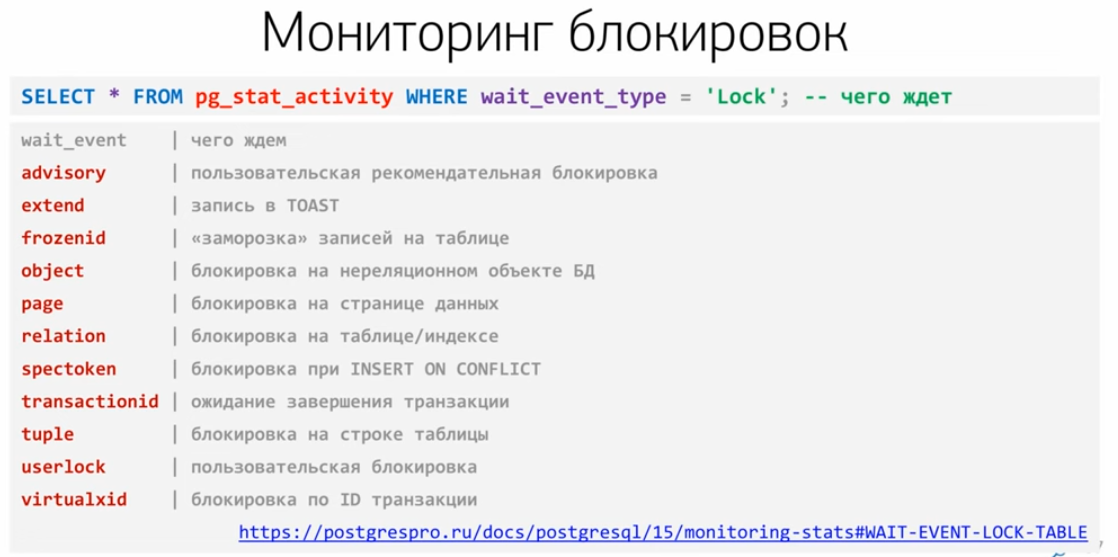 Мониторинг блокировок
SELECT * FROM pg_stat_activity WHERE wait_event_type = 'Lock'; -- чего ждет
wait_event | чего ждем
advisory | пользовательская рекомендательная блокировка
extend | запись в TOAST
frozenid | «заморозка» записей на таблице
object | блокировка на нереляционном объекте БД
page | блокировка на странице данных
relation | блокировка на таблице/индексе
spectoken | блокировка при INSERT ON CONFLICT
transactionid | ожидание завершения транзакции
tuple | блокировка на строке таблицы
userlock | пользовательская блокировка
virtualxid | блокировка по ID транзакции
https://postgrespro.ru/docs/postgresql/15/monitoring-stats#WAIT-EVENT-LOCK-TABLE